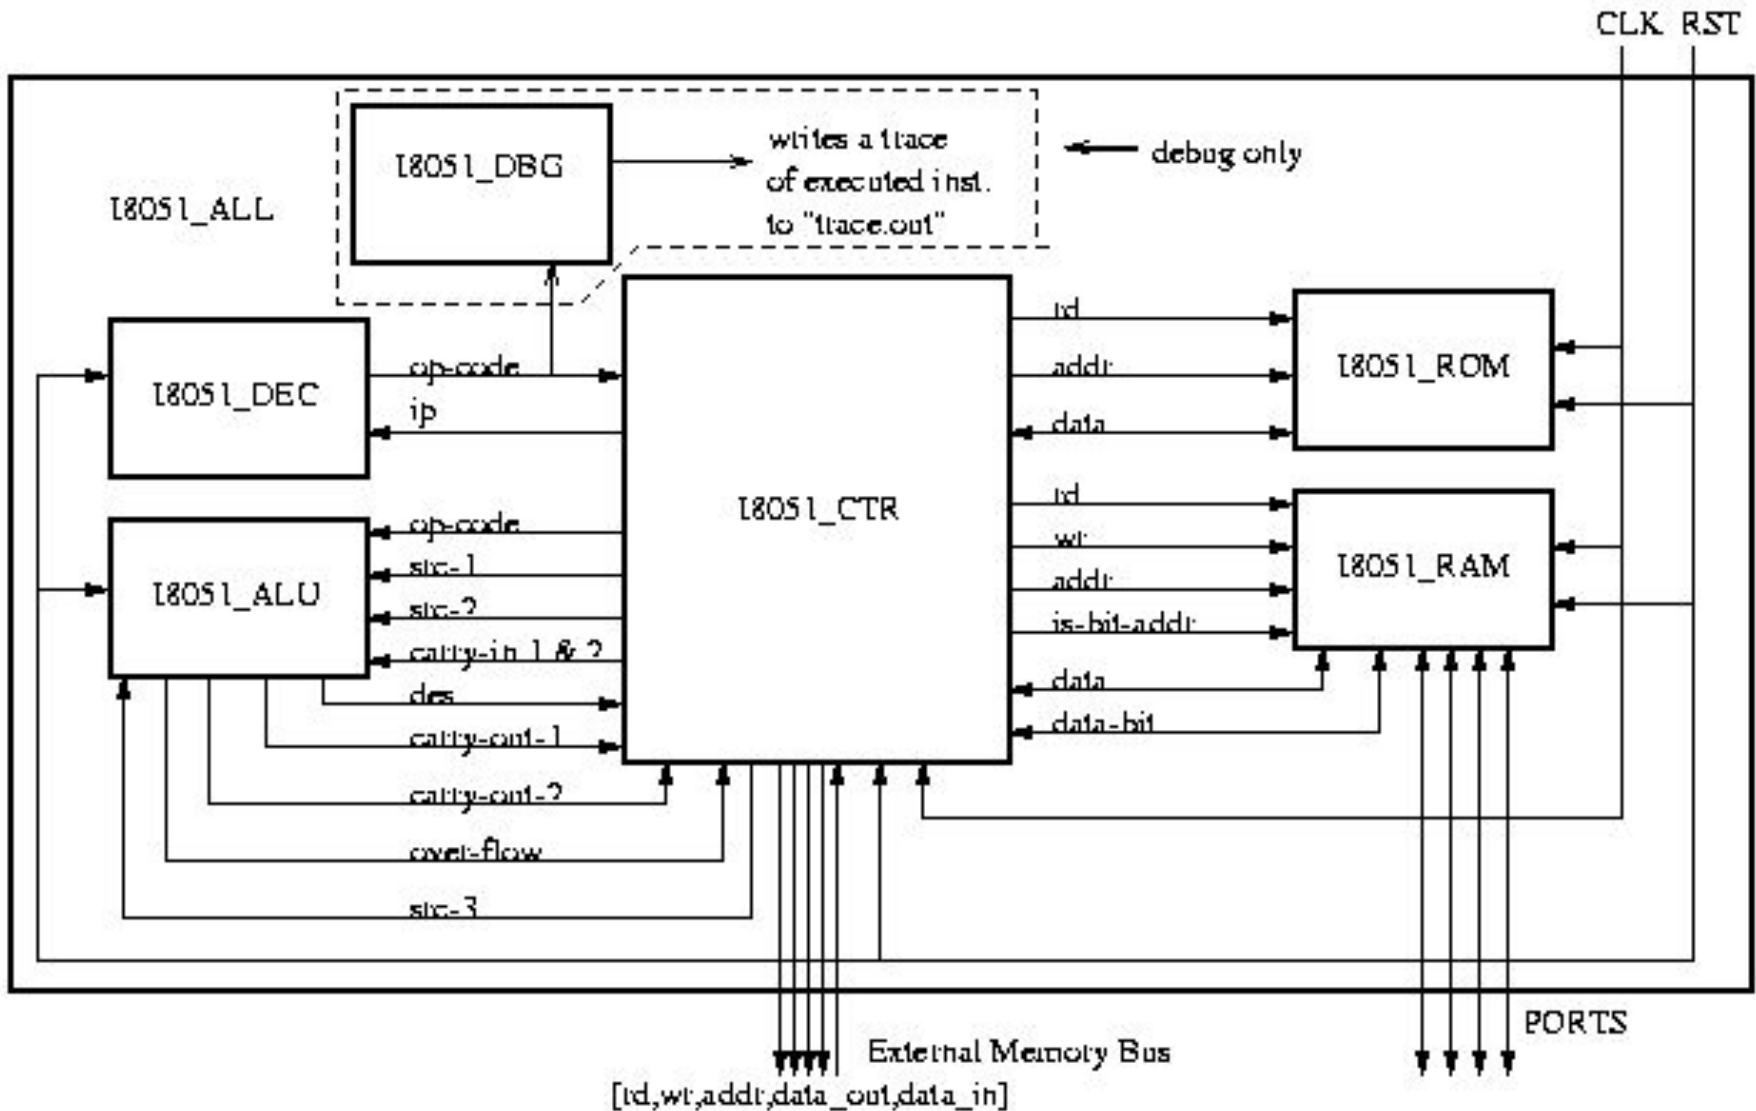 CLK RST
I8051_DBG
writes a trace
of executed inst.
to "trace.out"
debug only
I8051_ALL
I8051_DEC
op-code
ip
I8051_CTR
rd
addr
data
I8051_ROM
I8051_ALU
op-code
src-1
src-2
carry-in 1 & 2
des
carry-out-1
carry-out-2
over-flow
src-3
rd
wr
addr
is-bit-addr
data
data-bit
I8051_RAM
PORTS
External Memory Bus
[rd,wr,addr,data_out,data_in]